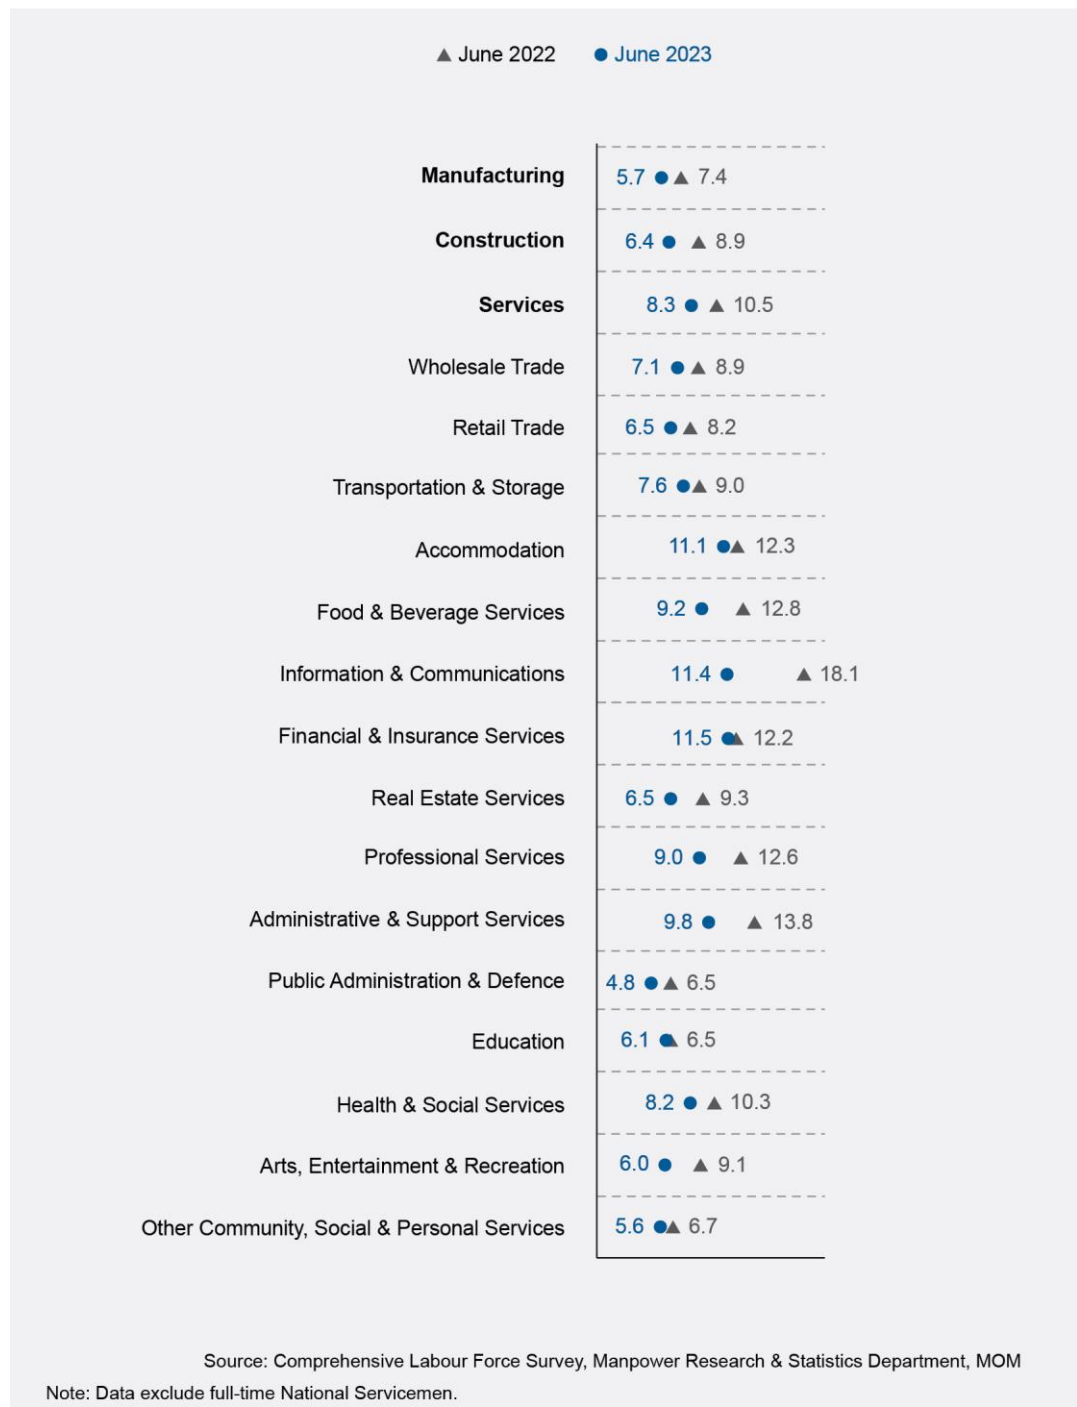 ▲ June 2022 ● June 2023
Manufacturing 5.7 7.4
Construction 6.4 8.9
Services 8.3 10.5
Wholesale Trade 7.1 8.9
Retail Trade 6.5 8.2
Transportation & Storage 7.6 9.0
Accommodation 11.1 12.3
Food & Beverage Services 9.2 12.8
Information & Communications 11.4 18.1
Financial & Insurance Services 11.5 12.2
Real Estate Services 6.5 9.3
Professional Services 9.0 12.6
Administrative & Support Services 9.8 13.8
Public Administration & Defence 4.8 6.5
Education 6.1 6.5
Health & Social Services 8.2 10.3
Arts, Entertainment & Recreation 6.0 9.1
Other Community, Social & Personal Services 5.6 6.7
Source: Comprehensive Labour Force Survey, Manpower Research & Statistics Department, MOM
Note: Data exclude full-time National Servicemen.